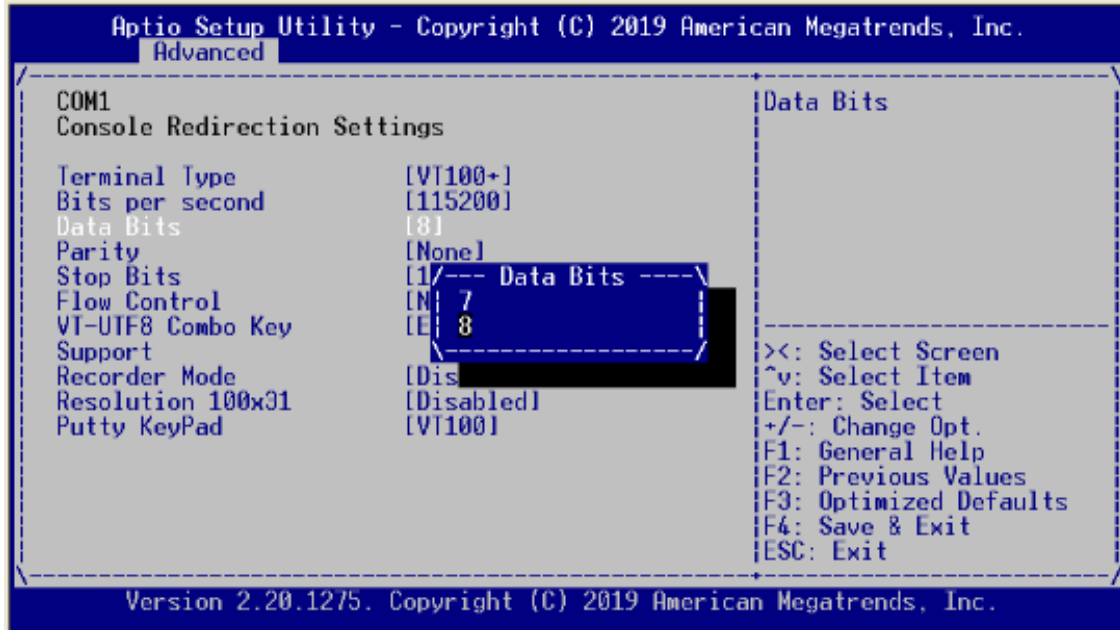 Aptio Setup Utility - Copyright (C) 2019 American Megatrends, Inc.
Advanced
COM1
Console Redirection Settings
Terminal Type [VT100+]
Bits per second [115200]
Data Bits [8]
Parity [None]
Stop Bits [1
Flow Control [N
VT-UTF8 Combo Key [E
Support
Recorder Mode [Dis
Resolution 100x31 [Disabled]
Putty KeyPad [VT100]
/--- Data Bits ----\
7
8
Data Bits
><: Select Screen
^v: Select Item
Enter: Select
+/-: Change Opt.
F1: General Help
F2: Previous Values
F3: Optimized Defaults
F4: Save & Exit
ESC: Exit
Version 2.20.1275. Copyright (C) 2019 American Megatrends, Inc.